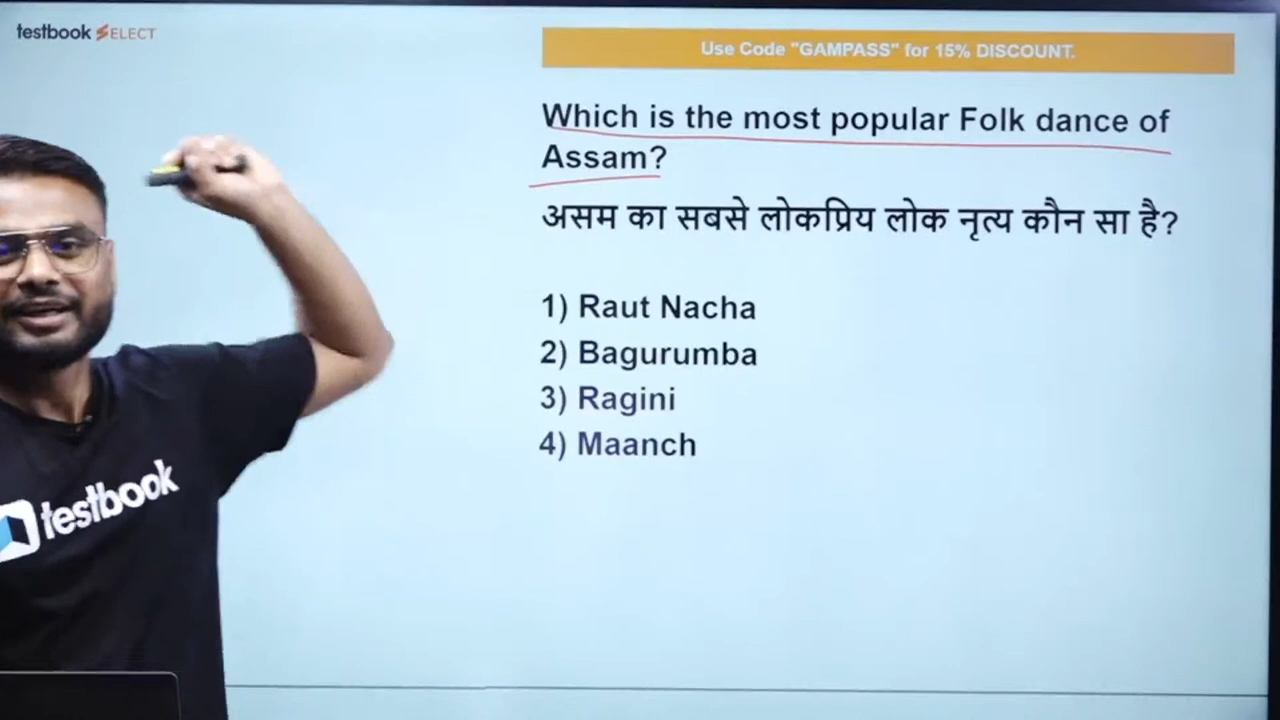 testbook SELECT
Use Code "GAMPASS" for 15% DISCOUNT.
Which is the most popular Folk dance of
Assam?
असम का सबसे लोकप्रिय लोक नृत्य कौन सा है?
1) Raut Nacha
2) Bagurumba
3) Ragini
4) Maanch
testbook